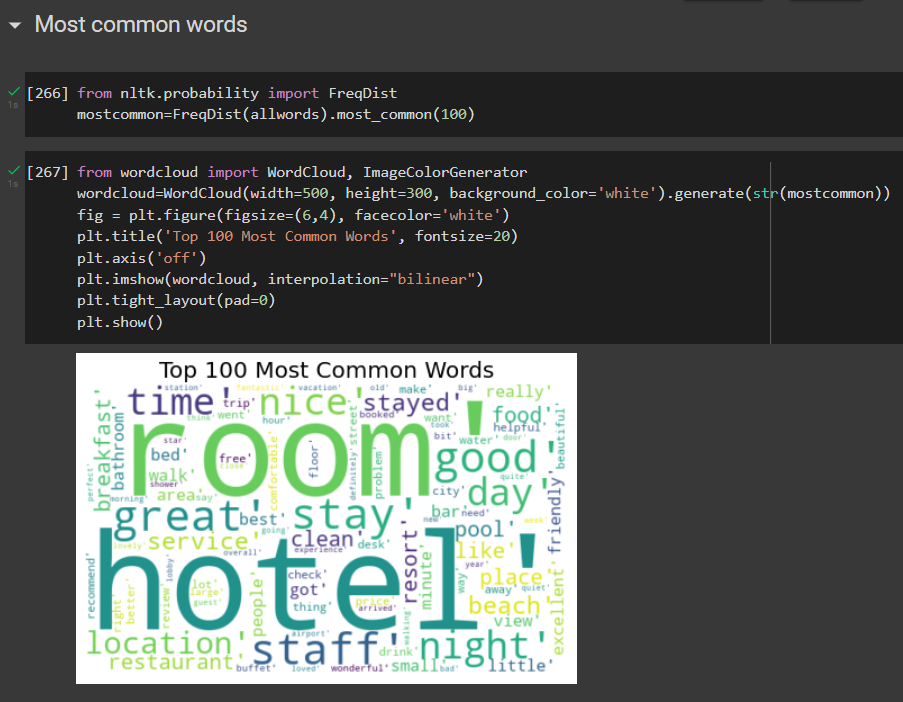 Most common words
[266] from nltk.probability import FreqDist
1s
mostcommon=FreqDist(allwords).most_common(100)
[267] from wordcloud import WordCloud, ImageColorGenerator
1s
wordcloud=WordCloud(width=500, height=300, background_color='white').generate(str(mostcommon))
fig = plt.figure(figsize=(6,4), facecolor='white')
plt.title('Top 100 Most Common Words', fontsize=20)
plt.axis('off')
plt.imshow(wordcloud, interpolation="bilinear")
plt.tight_layout(pad=0)
plt.show()
Top 100 Most Common Words
station'
fantastic'
vacation'
old'
make'
big'
really'
time'
trip'
nice'
stayed'
breakfast'
bathroom'
think'
went'
hour'
street'
booked'
want'
took'
food'
helpful'
beautiful'
room'
star'
bed'
free'
close'
comfortable'
floor'
definitely'
problem'
bit'
water'
door'
good'
quite'
perfect'
walk'
shower'
morning'
area'
say'
city'
day'
great'
best'
stay'
bar'
need'
new'
week'
friendly'
going'
pool'
lovely'
service'
overall'
clean'
experience'
desk'
resort'
like'
year'
hotel'
recommend'
lobby'
lot'
large'
guest'
people'
check'
got'
thing'
price'
arrived'
minute'
way'
place'
away'
quiet'
right'
better'
review'
beach'
view'
excellent'
location'
airport'
staff'
walking'
drink'
night'
restaurant'
buffet'
loved'
wonderful'
small'
bad'
little'